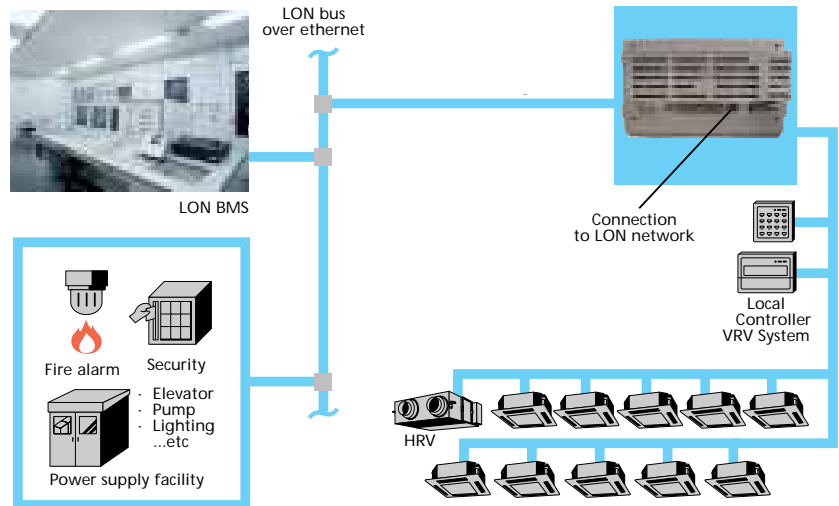 LON bus
over ethernet
LON BMS
Connection
to LON network
Local
Controller
VRV System
Fire alarm
Security
· Elevator
· Pump
· Lighting
...etc
Power supply facility
HRV